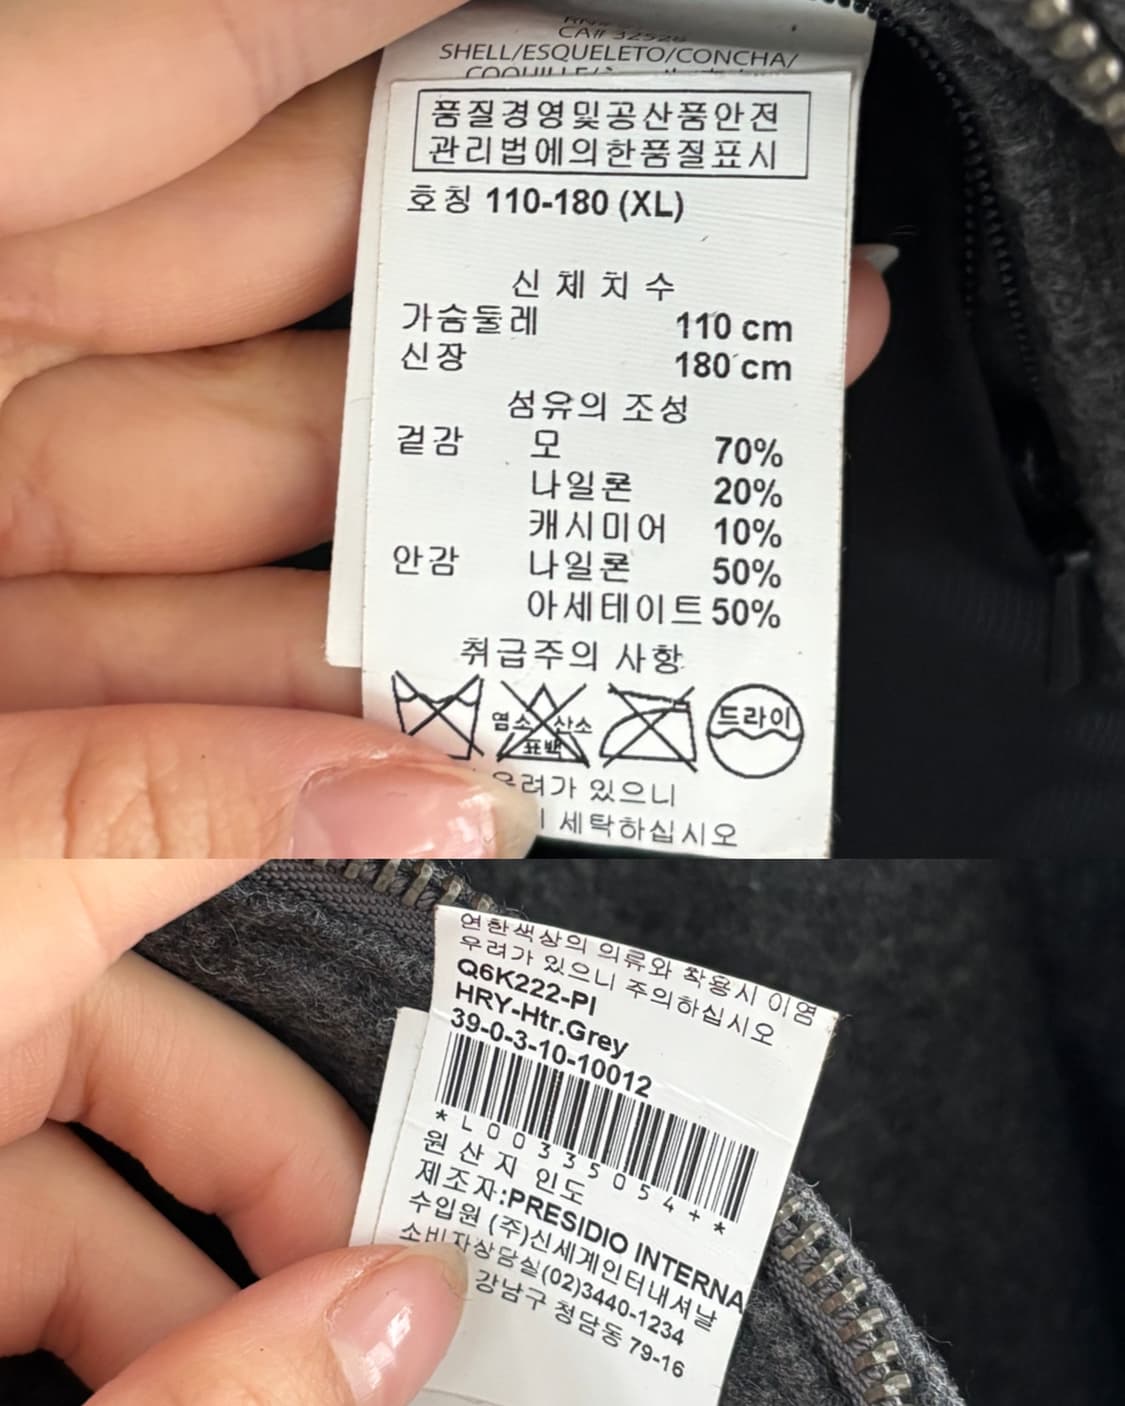 CA# 32526
SHELL/ESQUELETO/CONCHA/
품질경영및공산품안전
관리법에의한품질표시
호칭 110-180 (XL)
신 체 치 수
가슴둘레 110 cm
신장 180 cm
섬유의 조성
겉감 모 70%
나일론 20%
캐시미어 10%
안감 나일론 50%
아세테이트 50%
취급주의 사항
염소 산소
표백
드라이
우려가 있으니
세탁하십시오
연한색상의 의류와 착용시 이염
우려가 있으니 주의하십시오
Q6K222-PI
HRY-Htr.Grey
39-0-3-10-10012
*L00335054+*
원 산 지 인도
제조자:PRESIDIO INTERNA
수입원 (주)신세계인터내셔날
소비자상담실(02)3440-1234
강남구 청담동 79-16